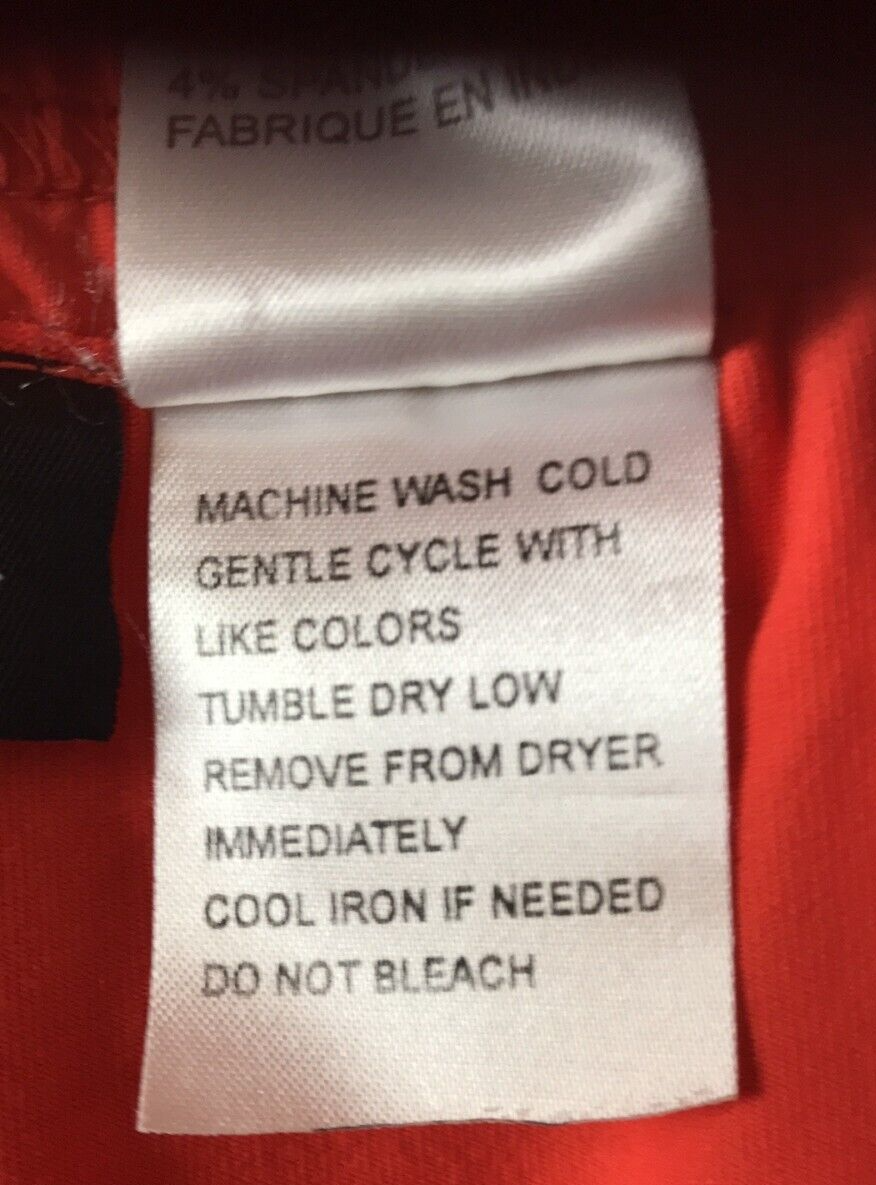 4%
FABRIQUE EN
MACHINE WASH COLD
GENTLE CYCLE WITH
LIKE COLORS
TUMBLE DRY LOW
REMOVE FROM DRYER
IMMEDIATELY
COOL IRON IF NEEDED
DO NOT BLEACH